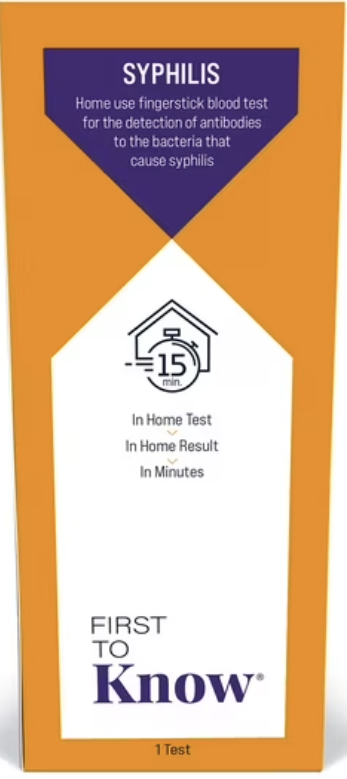 SYPHILIS
Home use fingerstick blood test
for the detection of antibodies
to the bacteria that
cause syphilis
15
min.
In Home Test
In Home Result
In Minutes
FIRST
TO
Know®
1 Test